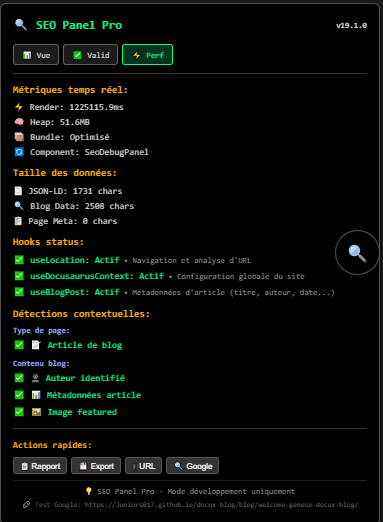 SEO Panel Pro
v19.1.0
Vue
Valid
Perf
Métriques temps réel:
Render: 1225115.9ms
Heap: 51.6MB
Bundle: Optimisé
Component: SeoDebugPanel
Taille des données:
JSON-LD: 1731 chars
Blog Data: 2508 chars
Page Meta: 0 chars
Hooks status:
useLocation: Actif • Navigation et analyse d'URL
useDocusaurusContext: Actif • Configuration globale du site
useBlogPost: Actif • Métadonnées d'article (titre, auteur, date...)
Détections contextuelles:
Type de page:
Article de blog
Contenu blog:
Auteur identifié
Métadonnées article
Image featured
Actions rapides:
Rapport
Export
URL
Google
SEO Panel Pro - Mode développement uniquement
Test Google: https://Juniors017.github.io/docux-blog/blog/welcome-genese-docux-blog/